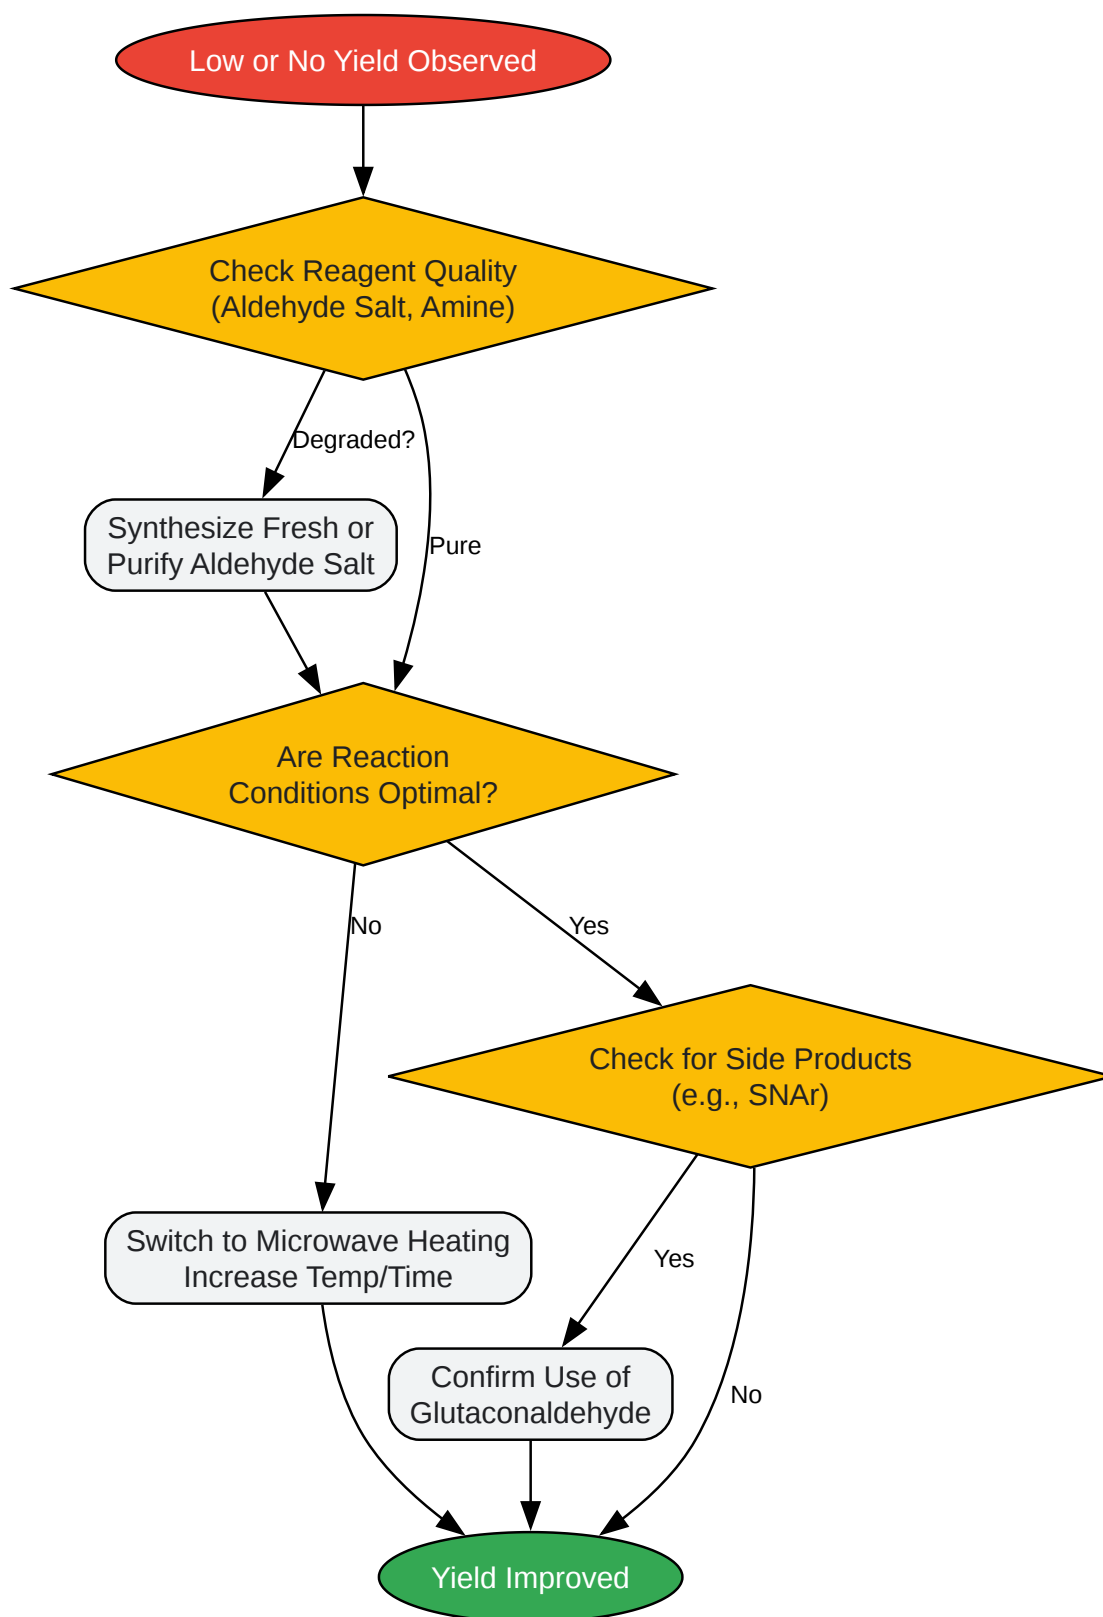 Low or No Yield Observed
Check Reagent Quality
(Aldehyde Salt, Amine)
Degraded?
Synthesize Fresh or
Purify Aldehyde Salt
Pure
Are Reaction
Conditions Optimal?
No
Yes
Check for Side Products
(e.g., SNAr)
Switch to Microwave Heating
Increase Temp/Time
Yes
Confirm Use of
Glutaconaldehyde
No
Yield Improved